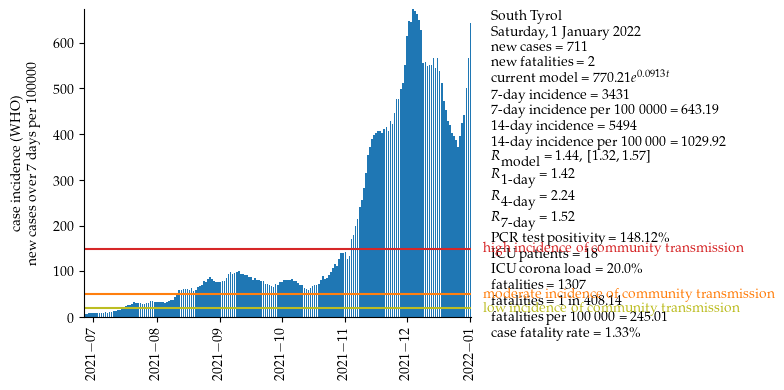 South Tyrol
Saturday, 1 January 2022
new cases = 711
new fatalities = 2
current model = 770.21e^0.0913t
7-day incidence = 3431
7-day incidence per 100 0000 = 643.19
14-day incidence = 5494
14-day incidence per 100 000 = 1029.92
R_model = 1.44, [1.32, 1.57]
R_1-day = 1.42
R_4-day = 2.24
R_7-day = 1.52
PCR test positivity = 148.12%
high incidence of community transmission
ICU patients = 18
ICU corona load = 20.0%
fatalities = 1307
moderate incidence of community transmission
fatalities = 1 in 408.14
low incidence of community transmission
fatalities per 100 000 = 245.01
case fatality rate = 1.33%
case incidence (WHO)
new cases over 7 days per 100000
600
500
400
300
200
100
0
2021−07
2021−08
2021−09
2021−10
2021−11
2021−12
2022−01